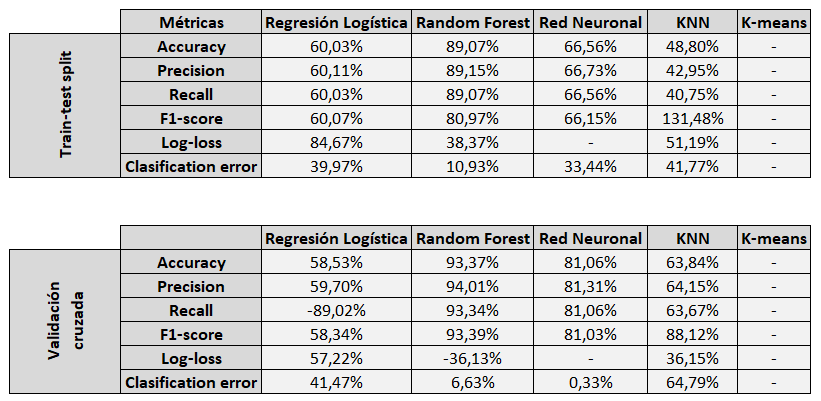 Métricas Regresión Logística Random Forest Red Neuronal KNN K-means
Train-test split
Accuracy 60,03% 89,07% 66,56% 48,80% -
Precision 60,11% 89,15% 66,73% 42,95% -
Recall 60,03% 89,07% 66,56% 40,75% -
F1-score 60,07% 80,97% 66,15% 131,48% -
Log-loss 84,67% 38,37% - 51,19% -
Clasification error 39,97% 10,93% 33,44% 41,77% -
Regresión Logística Random Forest Red Neuronal KNN K-means
Validación
cruzada
Accuracy 58,53% 93,37% 81,06% 63,84% -
Precision 59,70% 94,01% 81,31% 64,15% -
Recall -89,02% 93,34% 81,06% 63,67% -
F1-score 58,34% 93,39% 81,03% 88,12% -
Log-loss 57,22% -36,13% - 36,15% -
Clasification error 41,47% 6,63% 0,33% 64,79% -